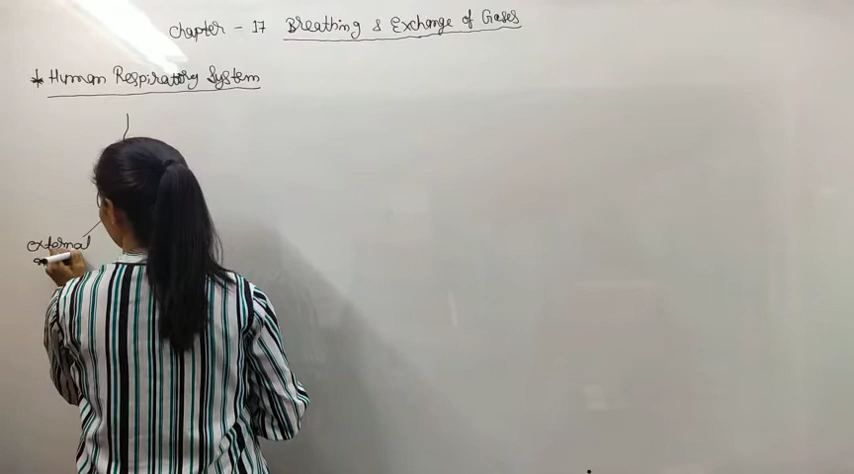 Chapter - 17 Breathing & Exchange of Gases
* Human Respiratory System
external